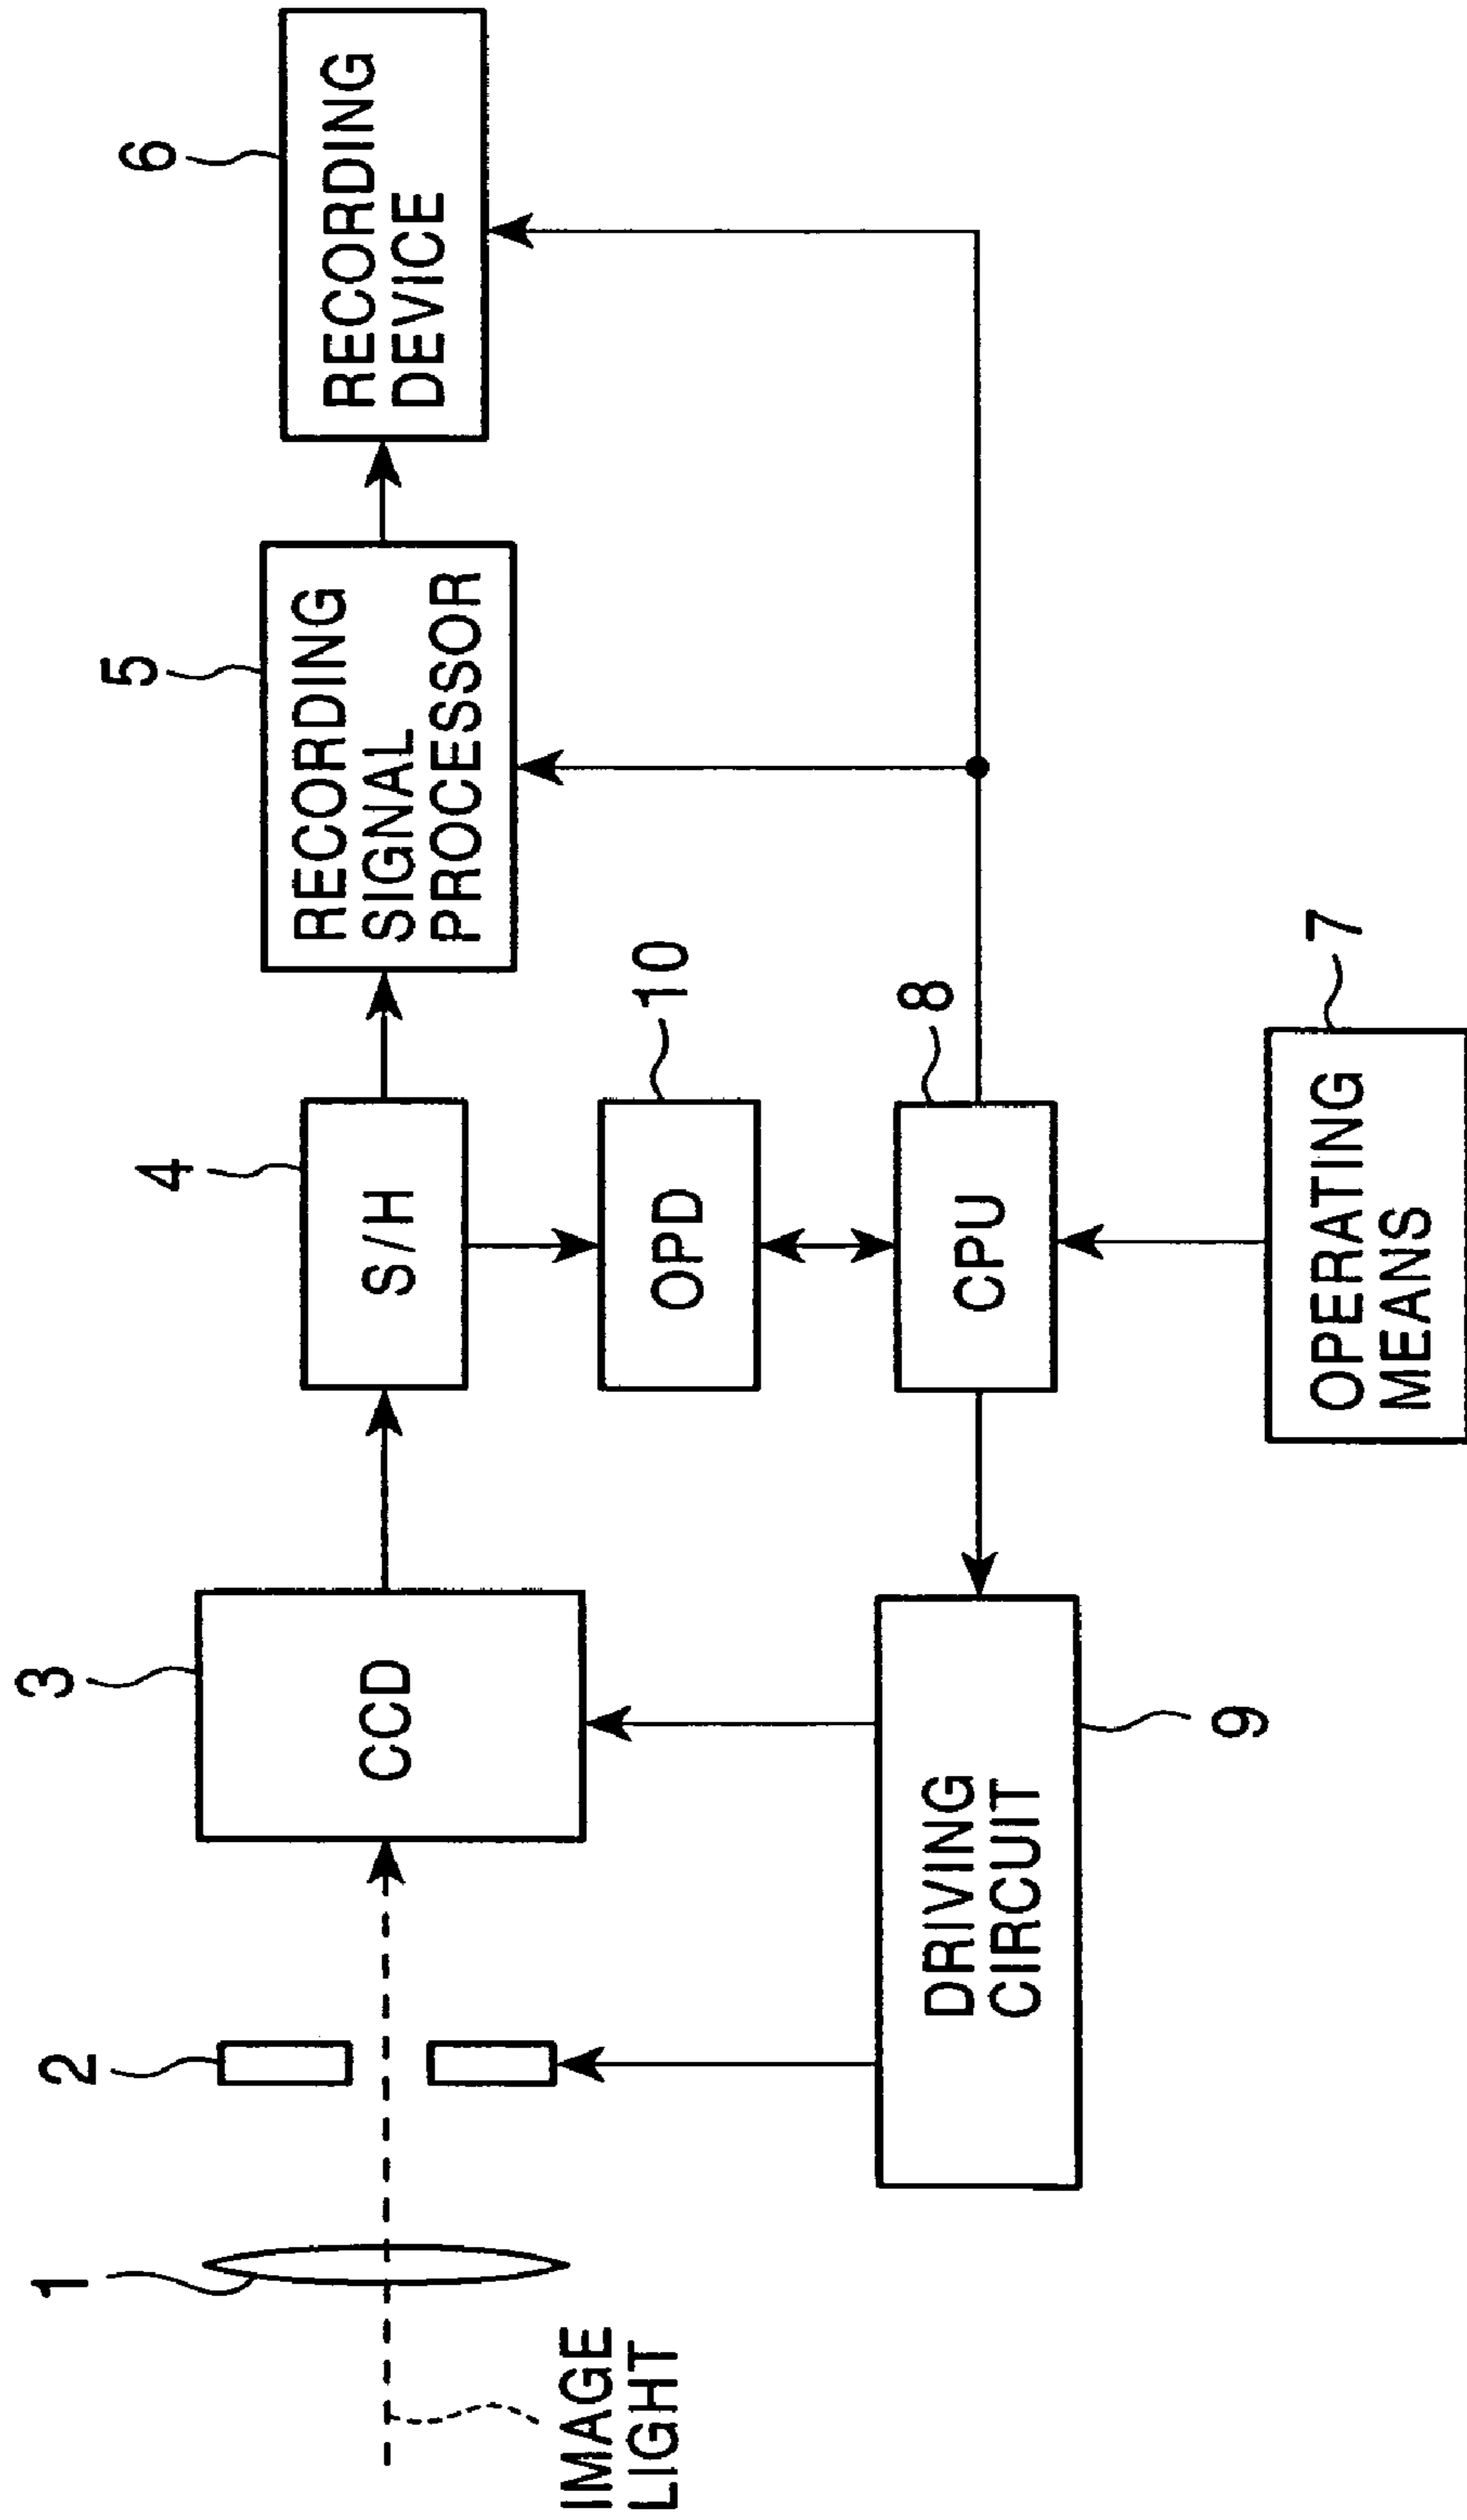 1
2
3
4
5
6
IMAGE
LIGHT
CCD
S/H
RECORDING
SIGNAL
PROCESSOR
RECORDING
DEVICE
10
OPD
8
CPU
DRIVING
CIRCUIT
9
7
OPERATING
MEANS